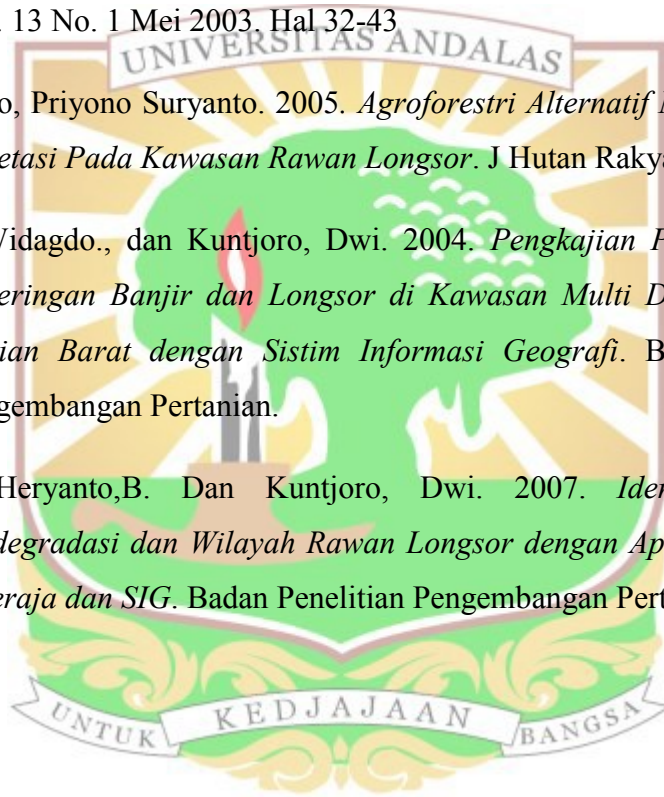 . 13 No. 1 Mei 2003. Hal 32-43
UNIVERSITAS ANDALAS
o, Priyono Suryanto. 2005. Agroforestri Alternatif
etasi Pada Kawasan Rawan Longsor. J Hutan Rakya
Vidagdo., dan Kuntjoro, Dwi. 2004. Pengkajian
eringan Banjir dan Longsor di Kawasan Multi D
ian Barat dengan Sistim Informasi Geografi. B
ngembangan Pertanian.
Heryanto,B. Dan Kuntjoro, Dwi. 2007. Iden
degradasi dan Wilayah Rawan Longsor dengan Ap
eraja dan SIG. Badan Penelitian Pengembangan Pert
UNTUK KEDJAJAAN BANGSA